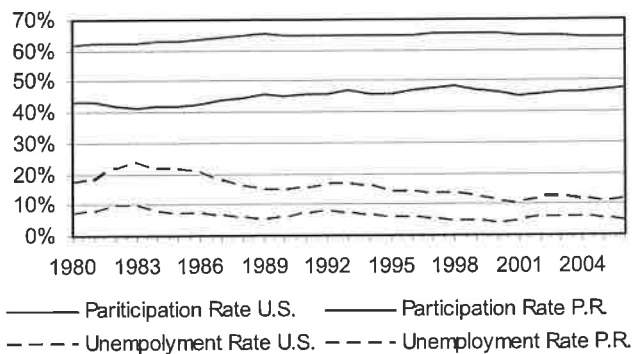 70%
60%
50%
40%
30%
20%
10%
0%
1980 1983 1986 1989 1992 1995 1998 2001 2004
Pariticipation Rate U.S. Participation Rate P.R.
Unempolyment Rate U.S. Unemployment Rate P.R.